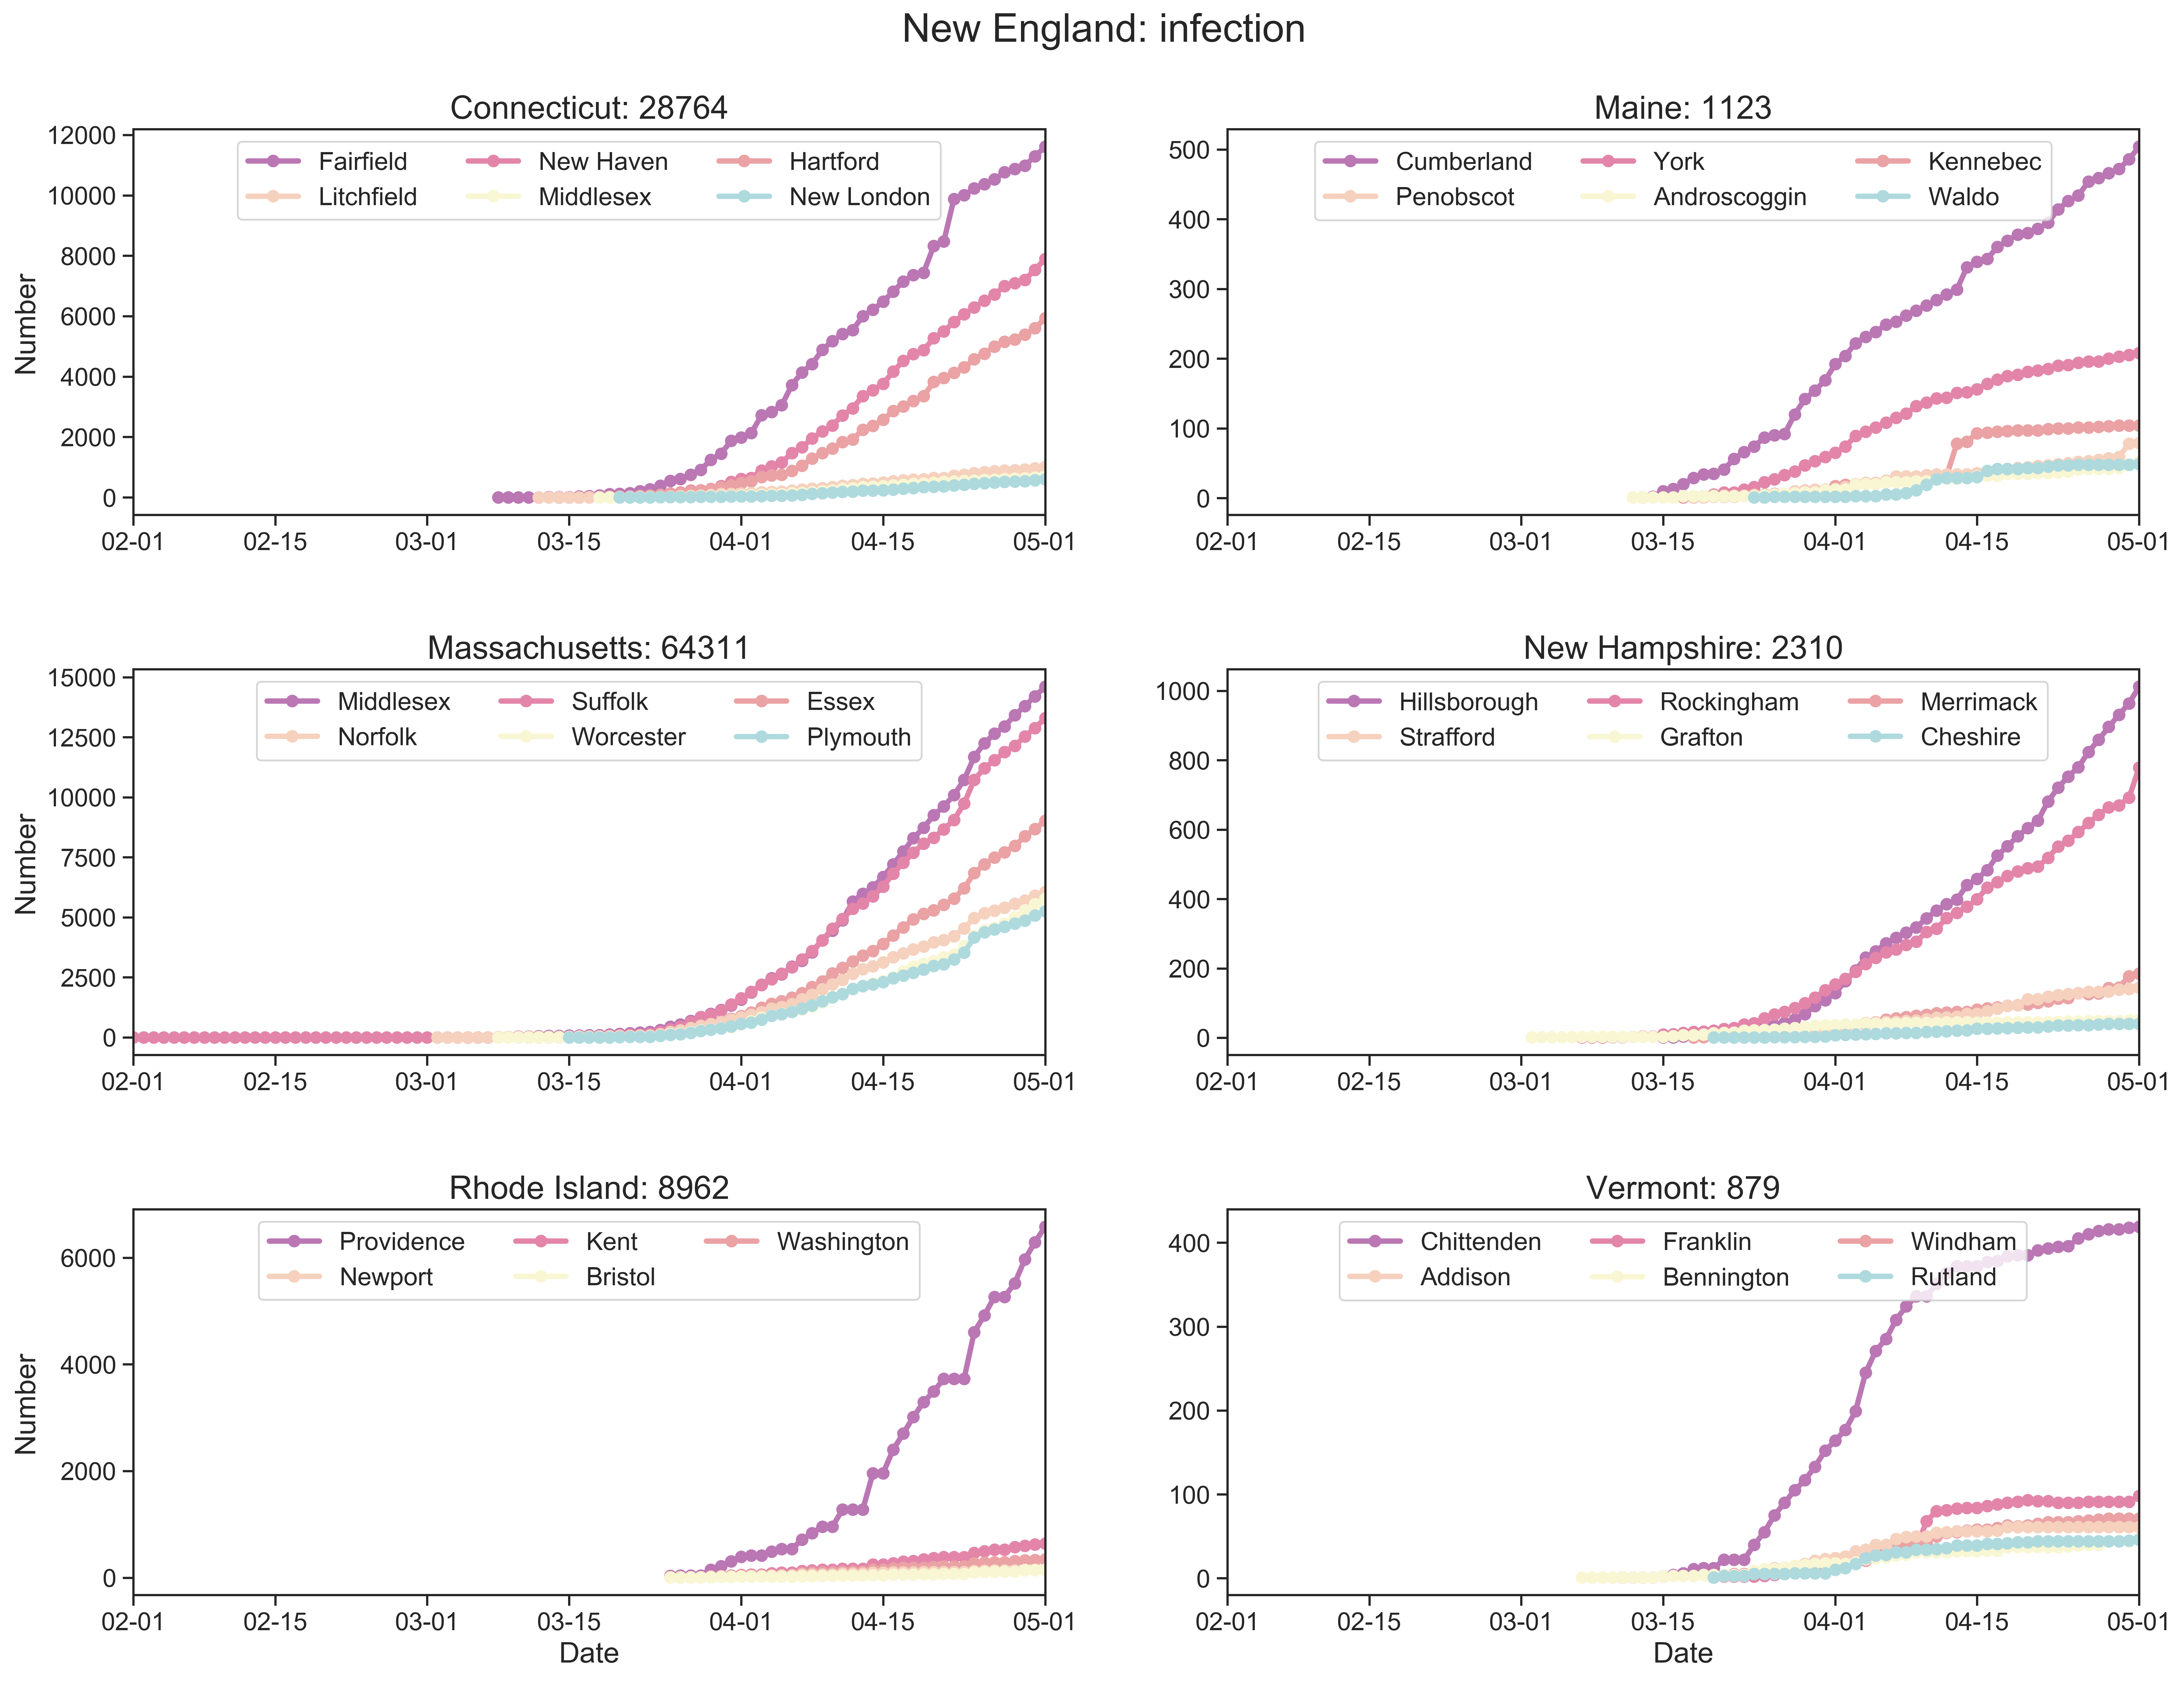 New England: infection
Connecticut: 28764
Number
12000
10000
8000
6000
4000
2000
0
Fairfield New Haven Hartford
Litchfield Middlesex New London
02-01 02-15 03-01 03-15 04-01 04-15 05-01
Maine: 1123
500
400
300
200
100
0
Cumberland York Kennebec
Penobscot Androscoggin Waldo
02-01 02-15 03-01 03-15 04-01 04-15 05-01
Massachusetts: 64311
Number
15000
12500
10000
7500
5000
2500
0
Middlesex Suffolk Essex
Norfolk Worcester Plymouth
02-01 02-15 03-01 03-15 04-01 04-15 05-01
New Hampshire: 2310
1000
800
600
400
200
0
Hillsborough Rockingham Merrimack
Strafford Grafton Cheshire
02-01 02-15 03-01 03-15 04-01 04-15 05-01
Rhode Island: 8962
Number
6000
4000
2000
0
Providence Kent Washington
Newport Bristol
02-01 02-15 03-01 03-15 04-01 04-15 05-01
Date
Vermont: 879
400
300
200
100
0
Chittenden Franklin Windham
Addison Bennington Rutland
02-01 02-15 03-01 03-15 04-01 04-15 05-01
Date